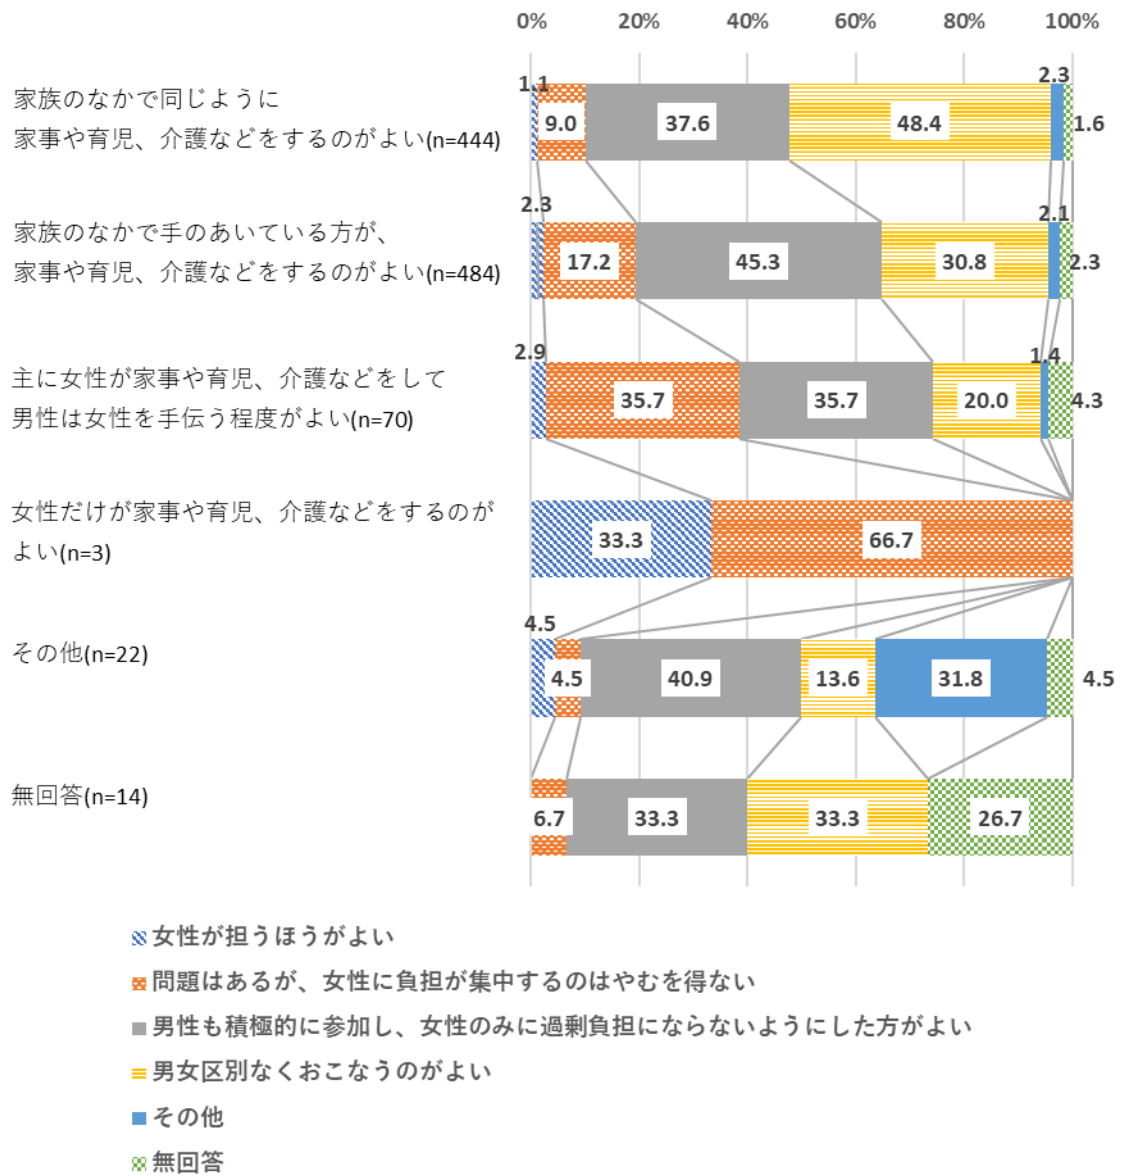 0% 20% 40% 60% 80% 100%
家族のなかで同じように
家事や育児、介護などをするのがよい(n=444)
1.1 9.0 37.6 48.4 2.3 1.6
家族のなかで手のあいている方が、
家事や育児、介護などをするのがよい(n=484)
2.3 17.2 45.3 30.8 2.1 2.3
主に女性が家事や育児、介護などをして
男性は女性を手伝う程度がよい(n=70)
2.9 35.7 35.7 20.0 1.4 4.3
女性だけが家事や育児、介護などをするのが
よい(n=3)
33.3 66.7
その他(n=22)
4.5 4.5 40.9 13.6 31.8 4.5
無回答(n=14)
6.7 33.3 33.3 26.7
女性が担うほうがよい
問題はあるが、女性に負担が集中するのはやむを得ない
男性も積極的に参加し、女性のみに過剰負担にならないようにした方がよい
男女区別なくおこなうのがよい
その他
無回答